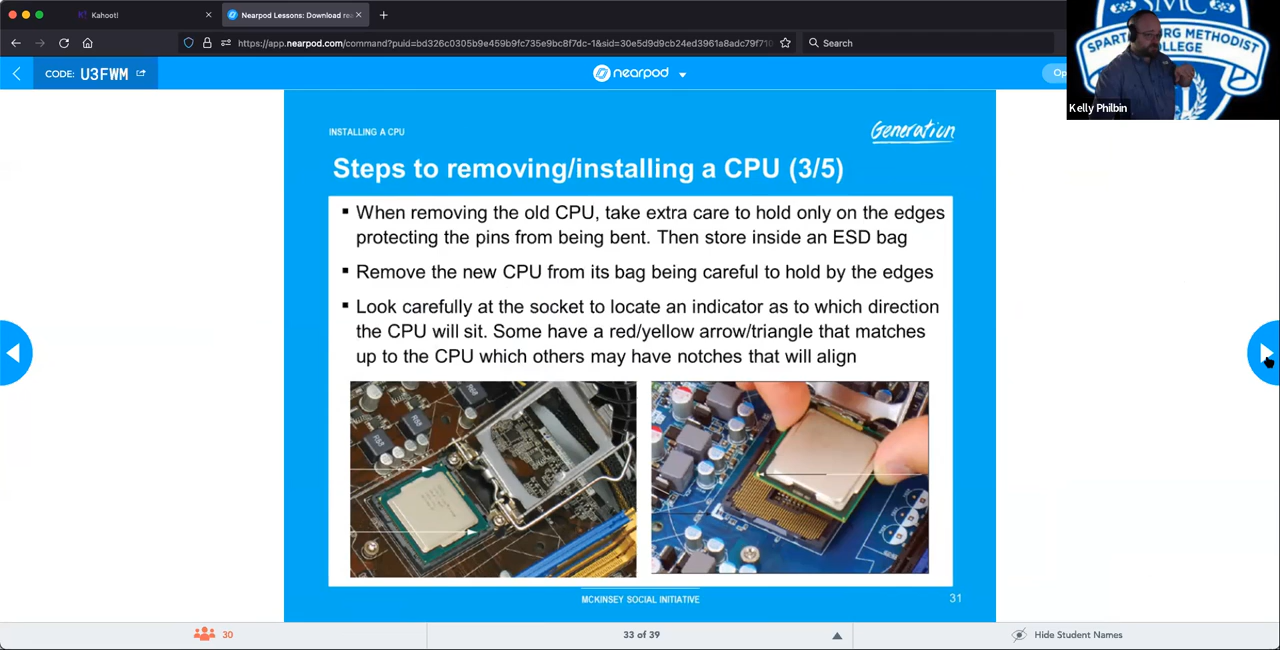 Kahoot!
Nearpod Lessons: Download rea
https://app.nearpod.com/command?puid=bd326c0305b9e459b9fc735e9bc8f7dc-1&sid=30e5d9d9cb24ed3961a8adc79f710
Search
CODE: U3FWM
nearpod
Op
SMC
METHODIST
COLLEGE
Kelly Philbin
INSTALLING A CPU
Generation
Steps to removing/installing a CPU (3/5)
▪ When removing the old CPU, take extra care to hold only on the edges
protecting the pins from being bent. Then store inside an ESD bag
▪ Remove the new CPU from its bag being careful to hold by the edges
▪ Look carefully at the socket to locate an indicator as to which direction
the CPU will sit. Some have a red/yellow arrow/triangle that matches
up to the CPU which others may have notches that will align
MCKINSEY SOCIAL INITIATIVE
31
30
33 of 39
Hide Student Names